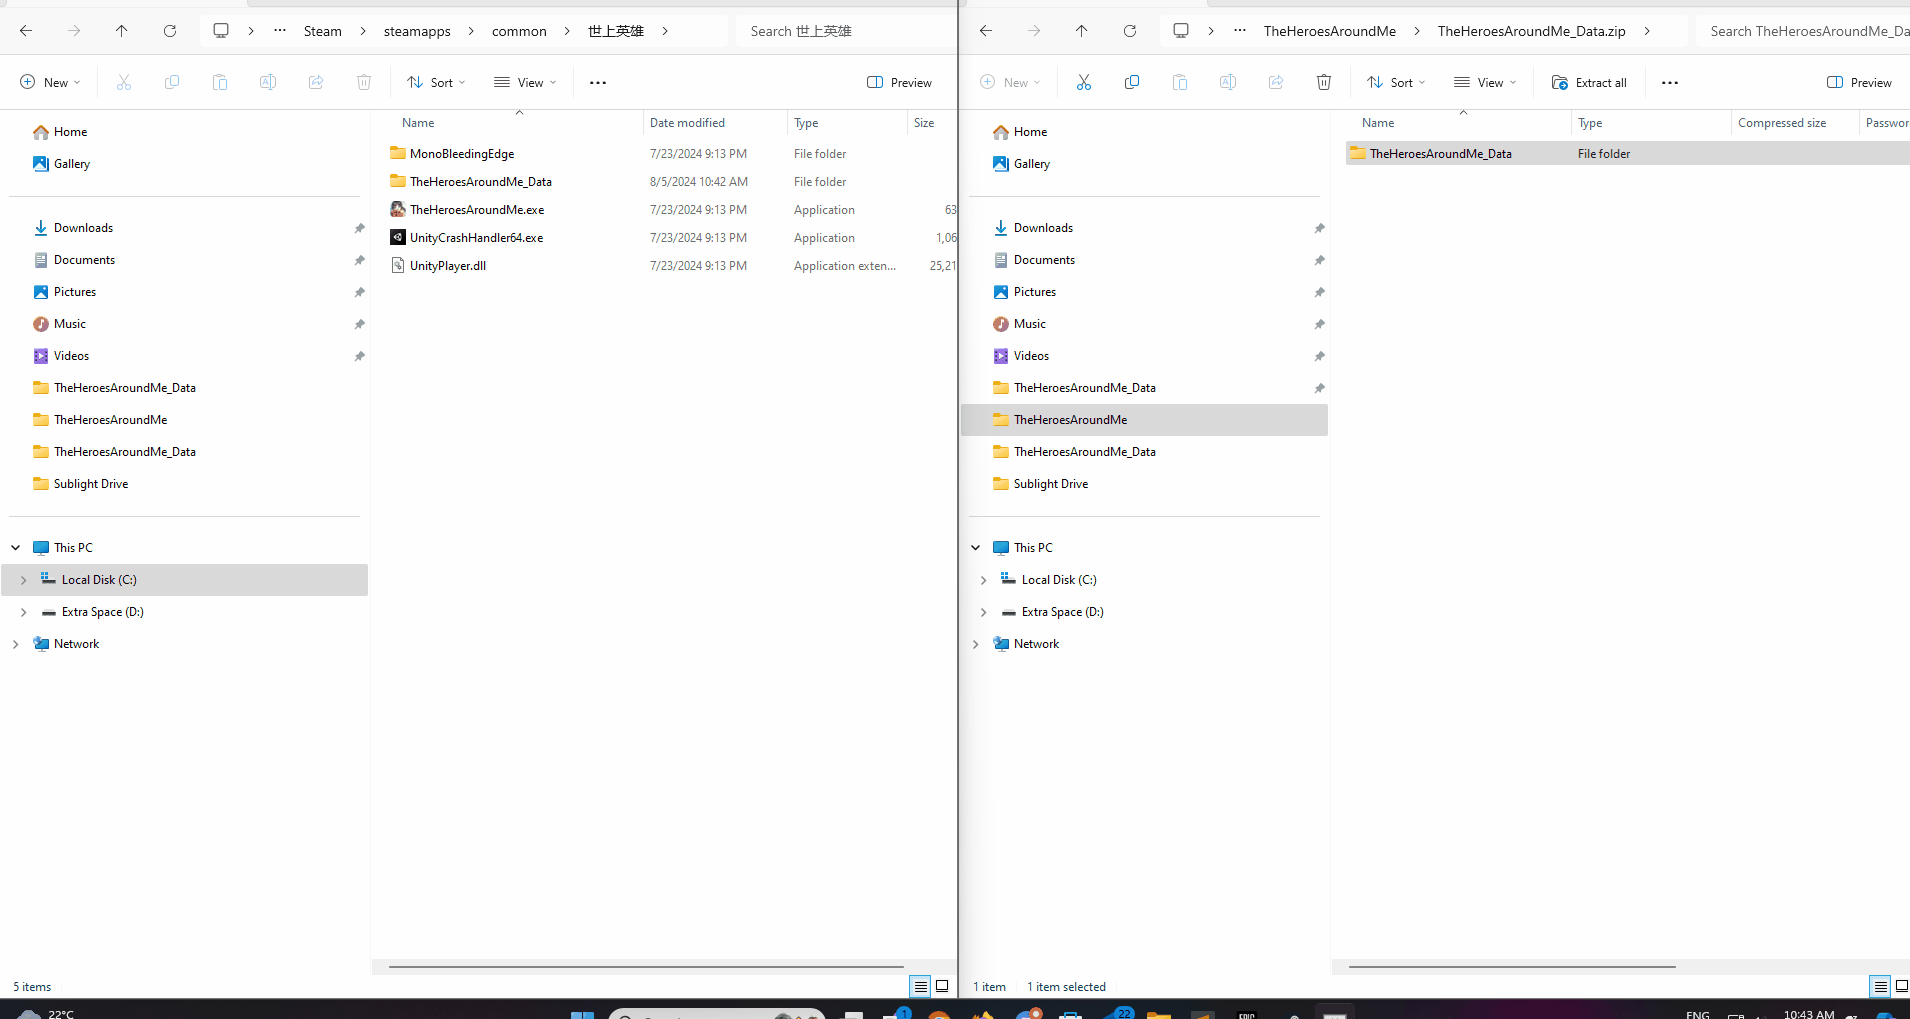 Steam > steamapps > common > 世上英雄 >
Search 世上英雄
New
Sort
View
Preview
Home
Gallery
Downloads
Documents
Pictures
Music
Videos
TheHeroesAroundMe_Data
TheHeroesAroundMe
TheHeroesAroundMe_Data
Sublight Drive
This PC
Local Disk (C:)
Extra Space (D:)
Network
Name Date modified Type Size
MonoBleedingEdge 7/23/2024 9:13 PM File folder
TheHeroesAroundMe_Data 8/5/2024 10:42 AM File folder
TheHeroesAroundMe.exe 7/23/2024 9:13 PM Application 63
UnityCrashHandler64.exe 7/23/2024 9:13 PM Application 1,06
UnityPlayer.dll 7/23/2024 9:13 PM Application exten... 25,21
5 items
TheHeroesAroundMe > TheHeroesAroundMe_Data.zip >
Search TheHeroesAroundMe_Da
New
Sort
View
Extract all
Preview
Home
Gallery
Downloads
Documents
Pictures
Music
Videos
TheHeroesAroundMe_Data
TheHeroesAroundMe
TheHeroesAroundMe_Data
Sublight Drive
This PC
Local Disk (C:)
Extra Space (D:)
Network
Name Type Compressed size Passwor
TheHeroesAroundMe_Data File folder
1 item 1 item selected
22°C
1
22
EPIC
ENG
10:43 AM